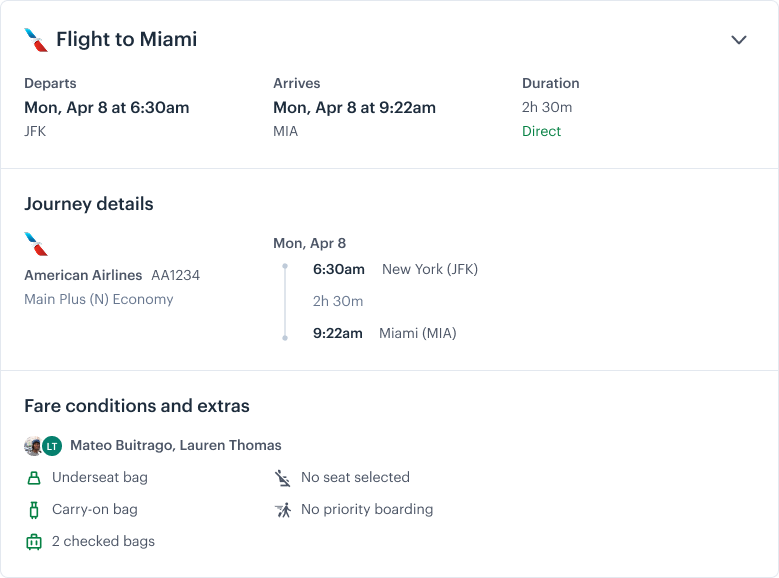 Flight to Miami
Departs
Arrives
Duration
Mon, Apr 8 at 6:30am
Mon, Apr 8 at 9:22am
2h 30m
JFK
MIA
Direct
Journey details
Mon, Apr 8
American Airlines AA1234
Main Plus (N) Economy
6:30am New York (JFK)
2h 30m
9:22am Miami (MIA)
Fare conditions and extras
LT Mateo Buitrago, Lauren Thomas
Underseat bag
No seat selected
Carry-on bag
No priority boarding
2 checked bags